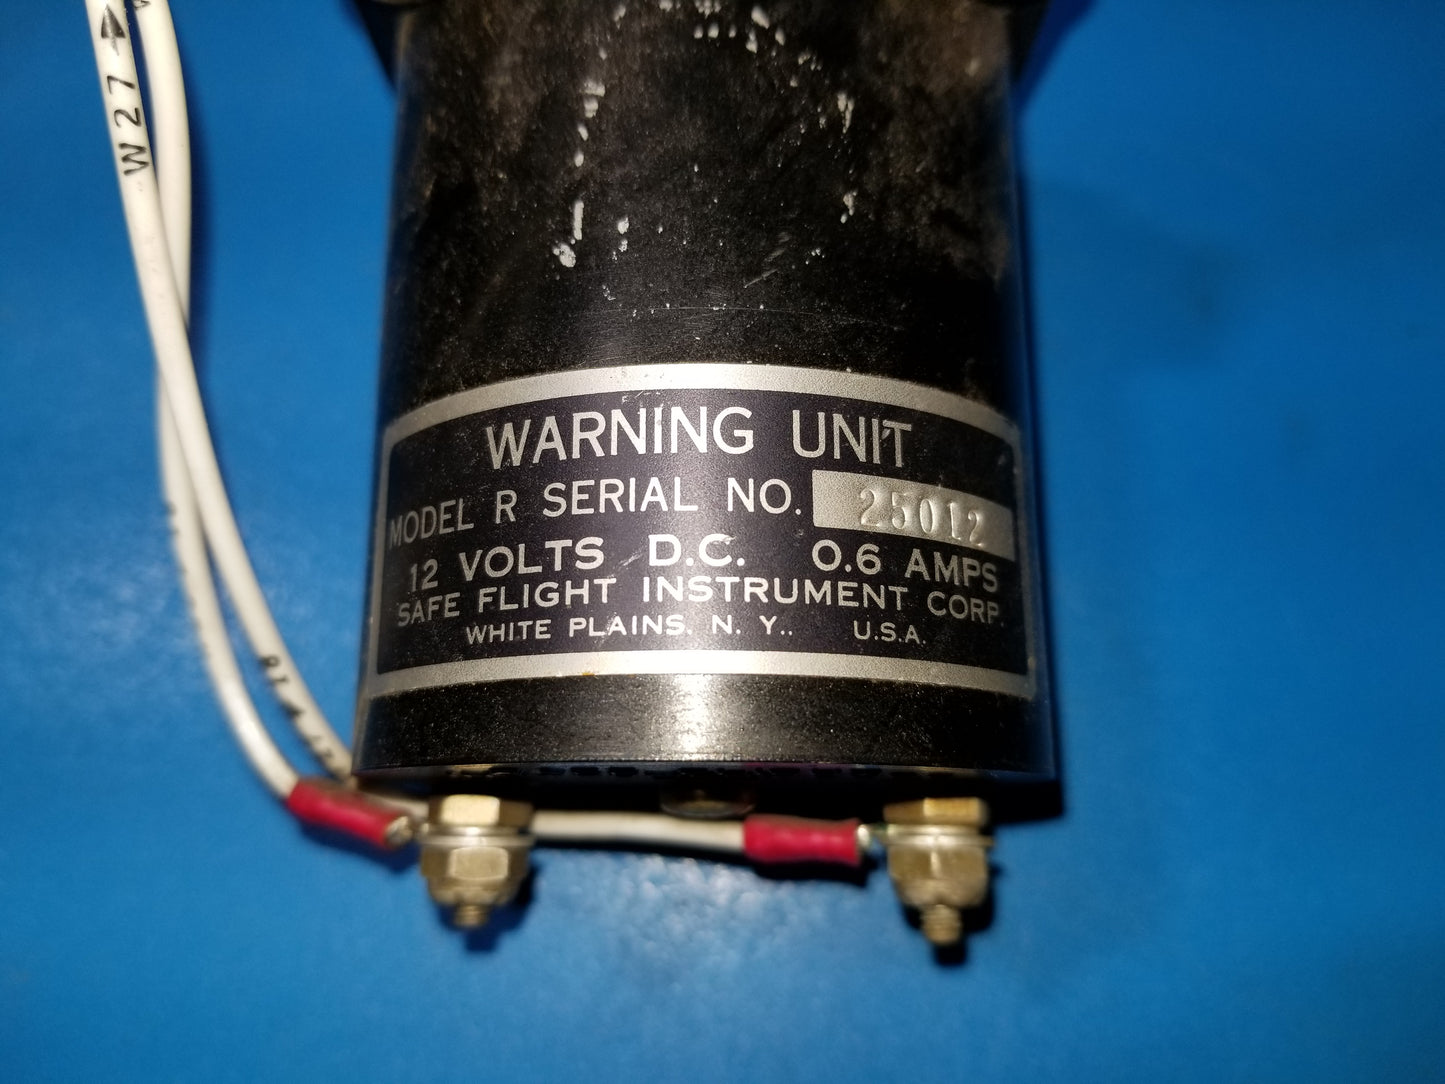 W27
WARNING UNIT
MODEL R SERIAL NO. 25012
12 VOLTS D.C. 0.6 AMPS
SAFE FLIGHT INSTRUMENT CORP.
WHITE PLAINS, N. Y., U.S.A.